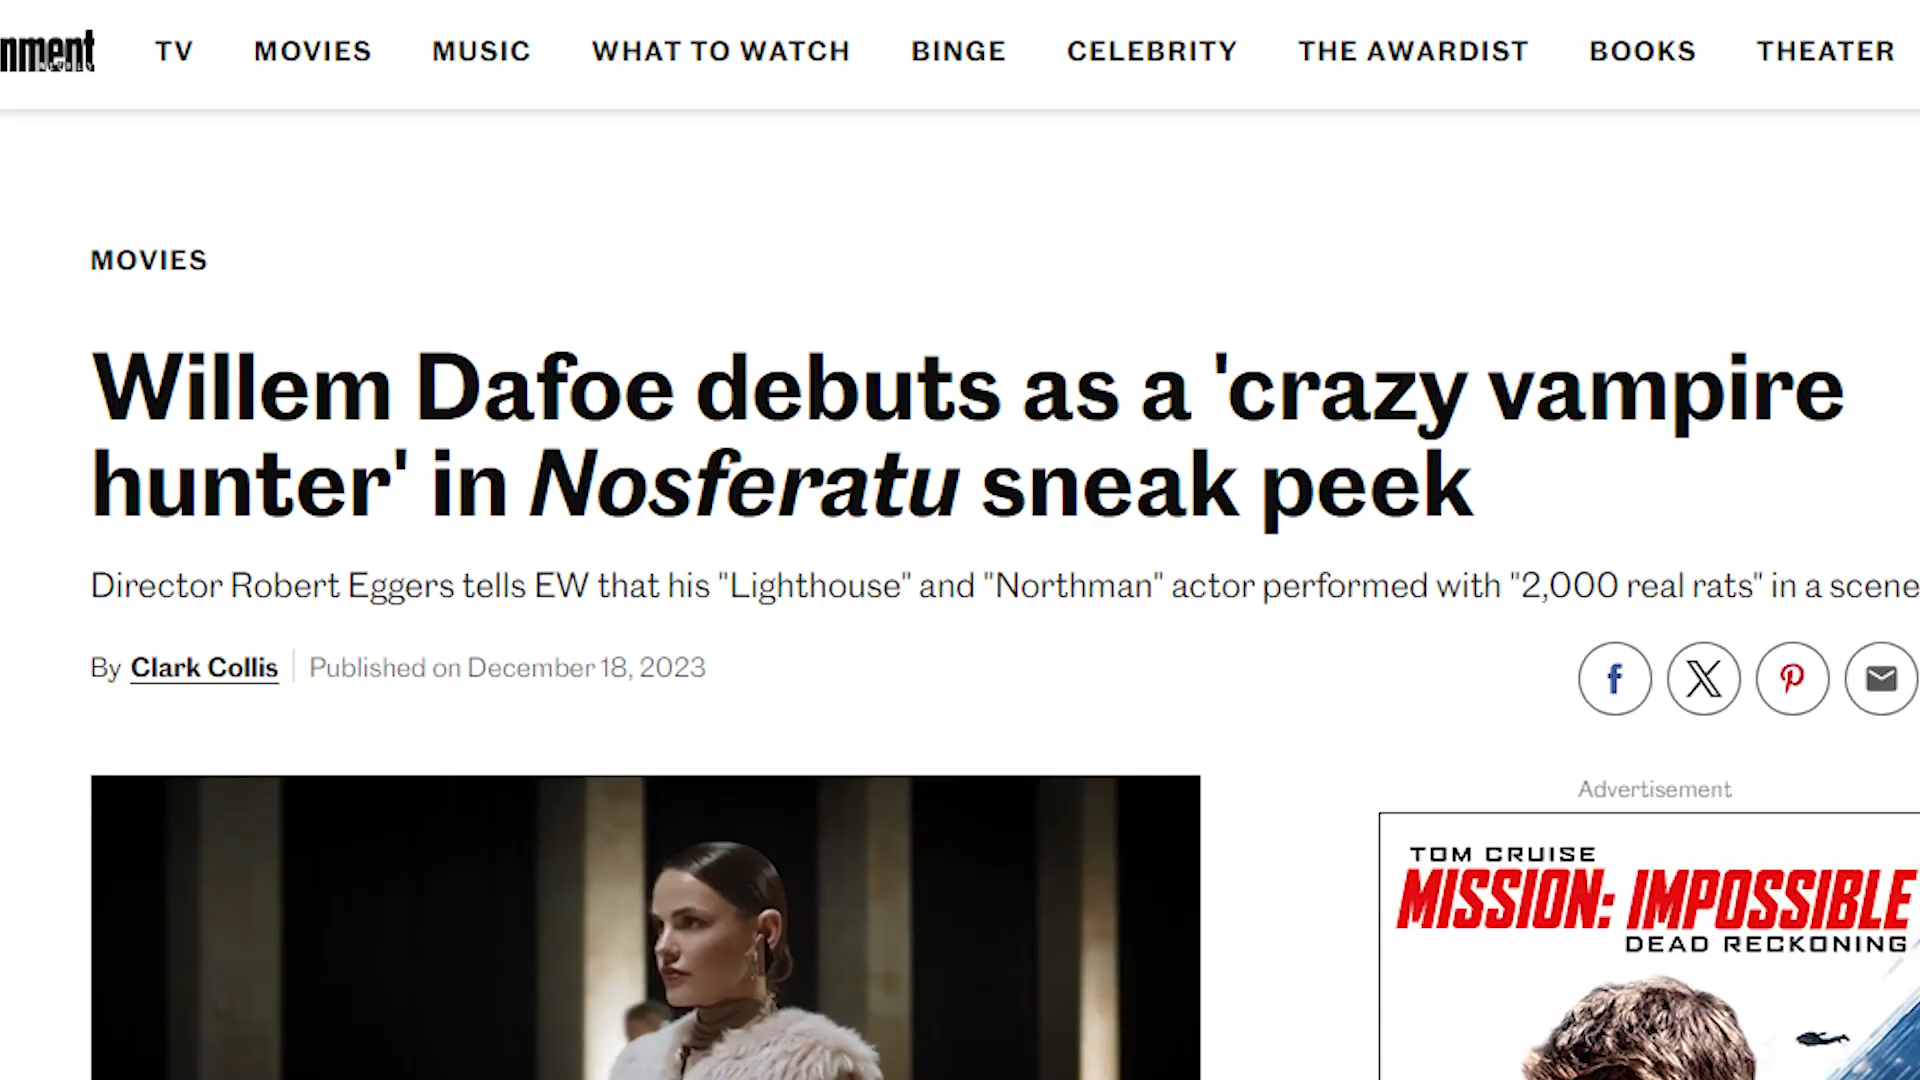 nment
TV MOVIES MUSIC WHAT TO WATCH BINGE CELEBRITY THE AWARDIST BOOKS THEATER
MOVIES
Willem Dafoe debuts as a 'crazy vampire
hunter' in Nosferatu sneak peek
Director Robert Eggers tells EW that his "Lighthouse" and "Northman" actor performed with "2,000 real rats" in a scene
By Clark Collis Published on December 18, 2023
Advertisement
TOM CRUISE
MISSION: IMPOSSIBLE
DEAD RECKONING